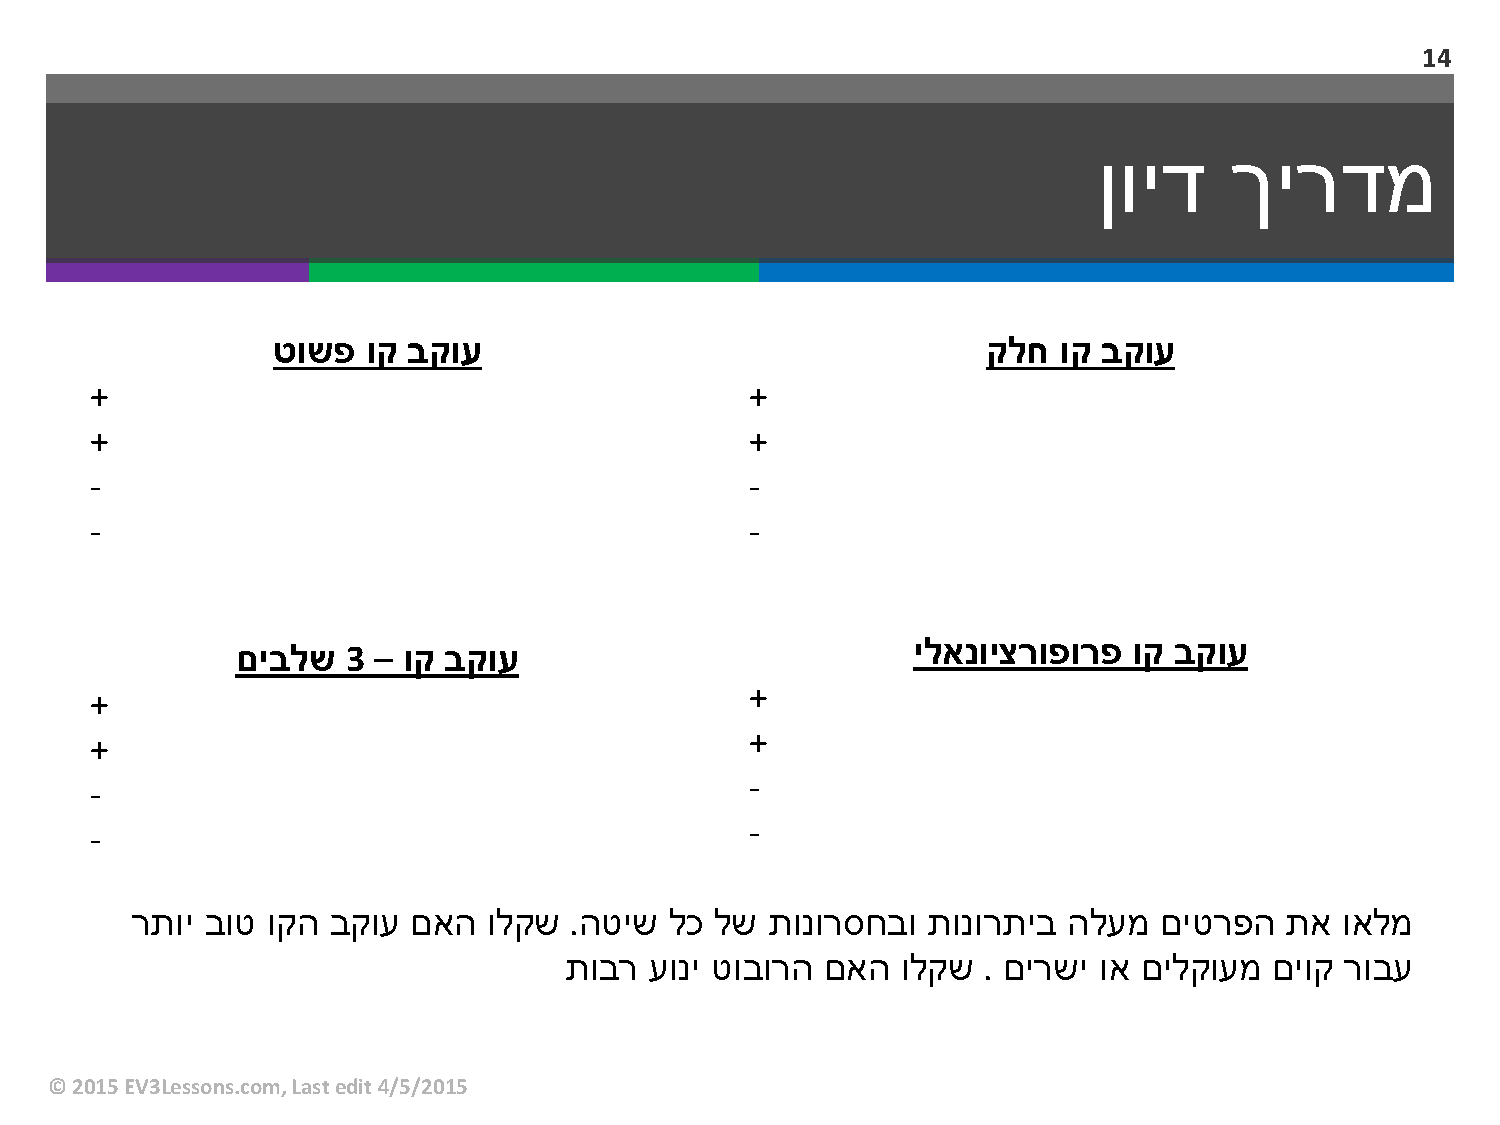 14
מדריך דיון
עוקב קו פשוט
+
+
-
-
עוקב קו חלק
+
+
-
-
עוקב קו – 3 שלבים
+
+
-
-
עוקב קו פרופורציונאלי
+
+
-
-
מלאו את הפרטים מעלה ביתרונות ובחסרונות של כל שיטה. שקלו האם עוקב הקו טוב יותר
עבור קוים מעוקלים או ישרים . שקלו האם הרובוט ינוע רבות
© 2015 EV3Lessons.com, Last edit 4/5/2015